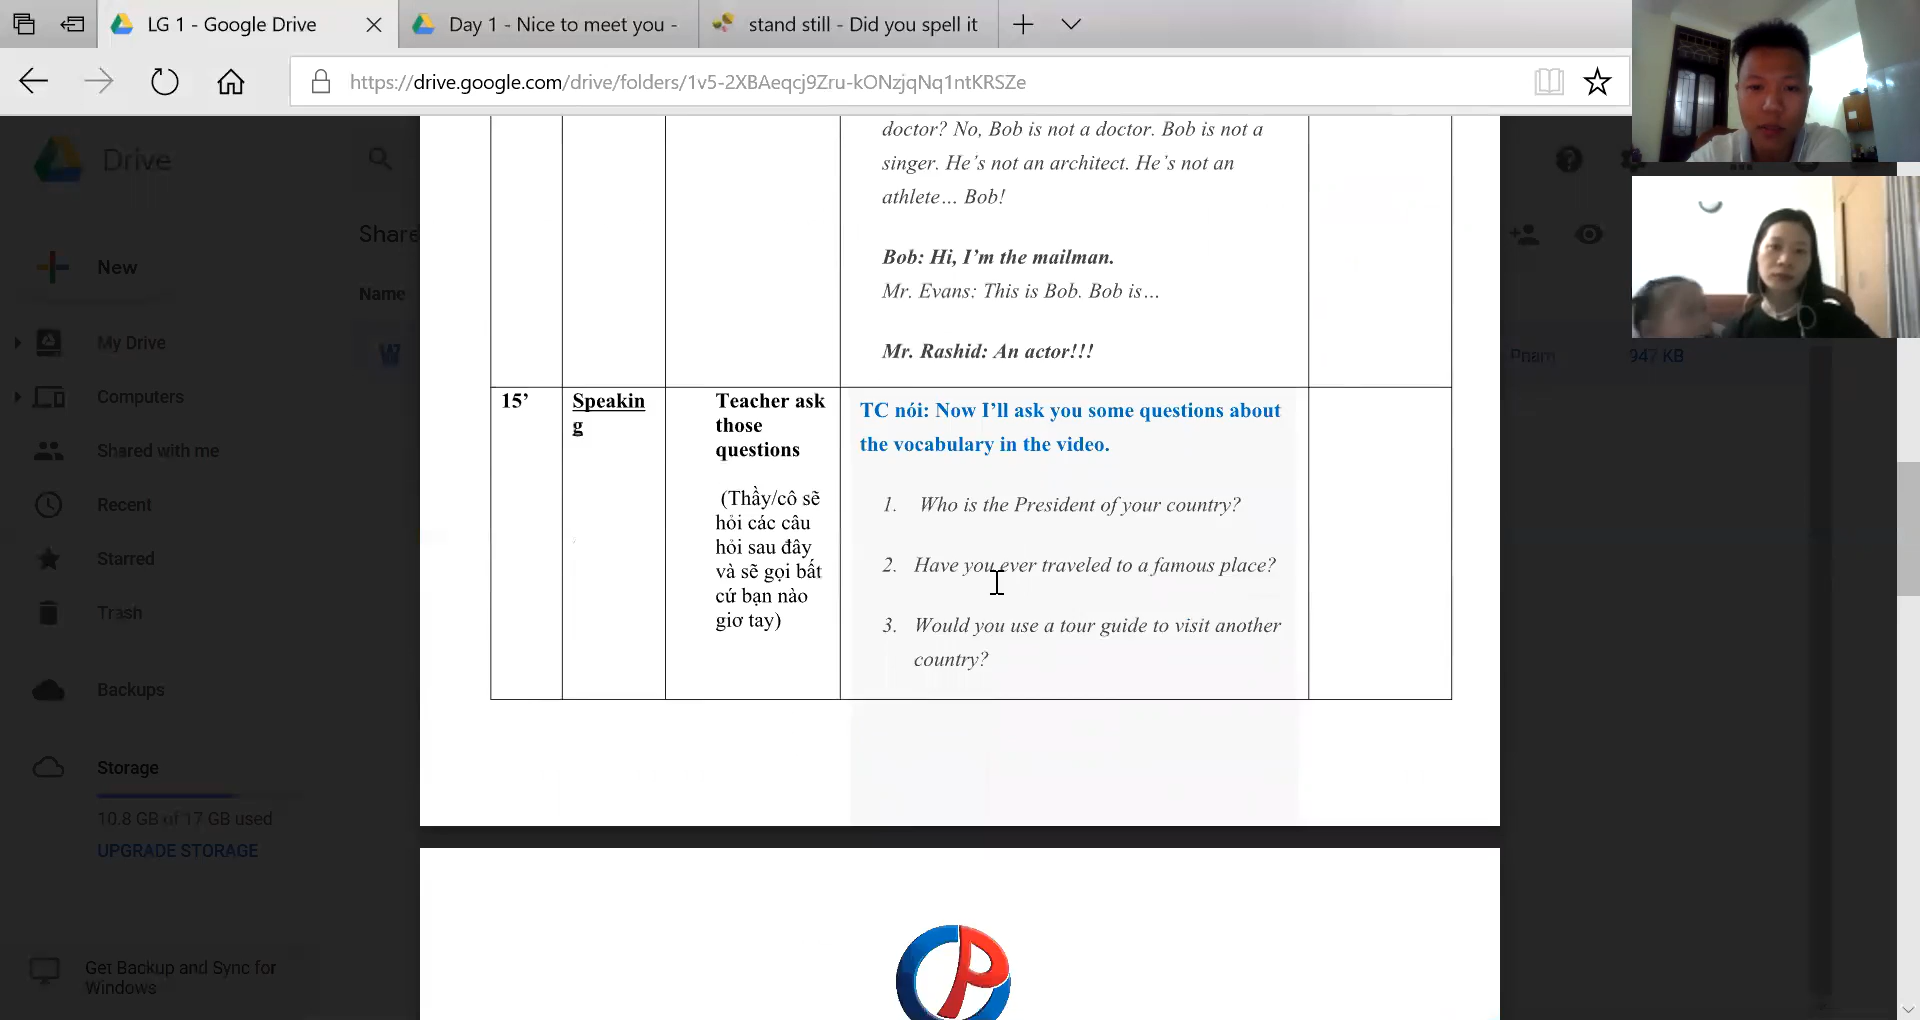 LG 1 - Google Drive
Day 1 - Nice to meet you -
stand still - Did you spell it
https://drive.google.com/drive/folders/1v5-2XBAeqcj9Zru-kONzjqNq1ntKRSZe
Drive
Share
New
Name
My Drive
Computers
Shared with me
Recent
Starred
Trash
Backups
Storage
10.8 GB of 17 GB used
UPGRADE STORAGE
Get Backup and Sync for
Windows
doctor? No, Bob is not a doctor. Bob is not a
singer. He's not an architect. He's not an
athlete… Bob!
Bob: Hi, I'm the mailman.
Mr. Evans: This is Bob. Bob is…
Mr. Rashid: An actor!!!
15’
Speakin
g
Teacher ask
those
questions
(Thầy/cô sẽ
hỏi các câu
hỏi sau đây
và sẽ gọi bất
cứ bạn nào
giơ tay)
TC nói: Now I’ll ask you some questions about
the vocabulary in the video.
1. Who is the President of your country?
2. Have you ever traveled to a famous place?
3. Would you use a tour guide to visit another
country?
947 KB
W
P